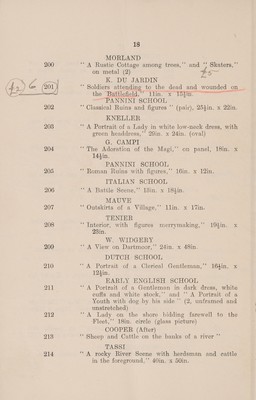 18
MORLAND
200 " A Rustic Cottage among trees," and " Skaters,"
on metal (2)
£5
K. DU JARDIN
£2 6 201 " Soldiers attending to the dead and wounded on
the Battlefield," 11in. x 15½in.
PANNINI SCHOOL
202 " Classical Ruins and figures " (pair), 25½in. x 22in.
KNELLER
203 " A Portrait of a Lady in white low-neck dress, with
green headdress," 29in. x 24in. (oval)
G. CAMPI
204 " The Adoration of the Magi," on panel, 18in. x
14½in.
PANNINI SCHOOL
205 " Roman Ruins with figures," 16in. x 12in.
ITALIAN SCHOOL
206 " A Battle Scene," 13in. x 18½in.
MAUVE
207 " Outskirts of a Village," 11in. x 17in.
TENIER
208 " Interior, with figures merrymaking," 19½in. x
23in.
W. WIDGERY
209 " A View on Dartmoor," 24in. x 48in.
DUTCH SCHOOL
210 " A Portrait of a Clerical Gentleman," 16½in. x
12½in.
EARLY ENGLISH SCHOOL
211 " A Portrait of a Gentleman in dark dress, white
cuffs and white stock," and " A Portrait of a
Youth with dog by his side " (2, unframed and
unstretched)
212 " A Lady on the shore bidding farewell to the
Fleet," 18in. circle (glass picture)
COOPER (After)
213 " Sheep and Cattle on the banks of a river "
TASSI
214 " A rocky River Scene with herdsmen and cattle
in the foreground," 40in. x 50in.